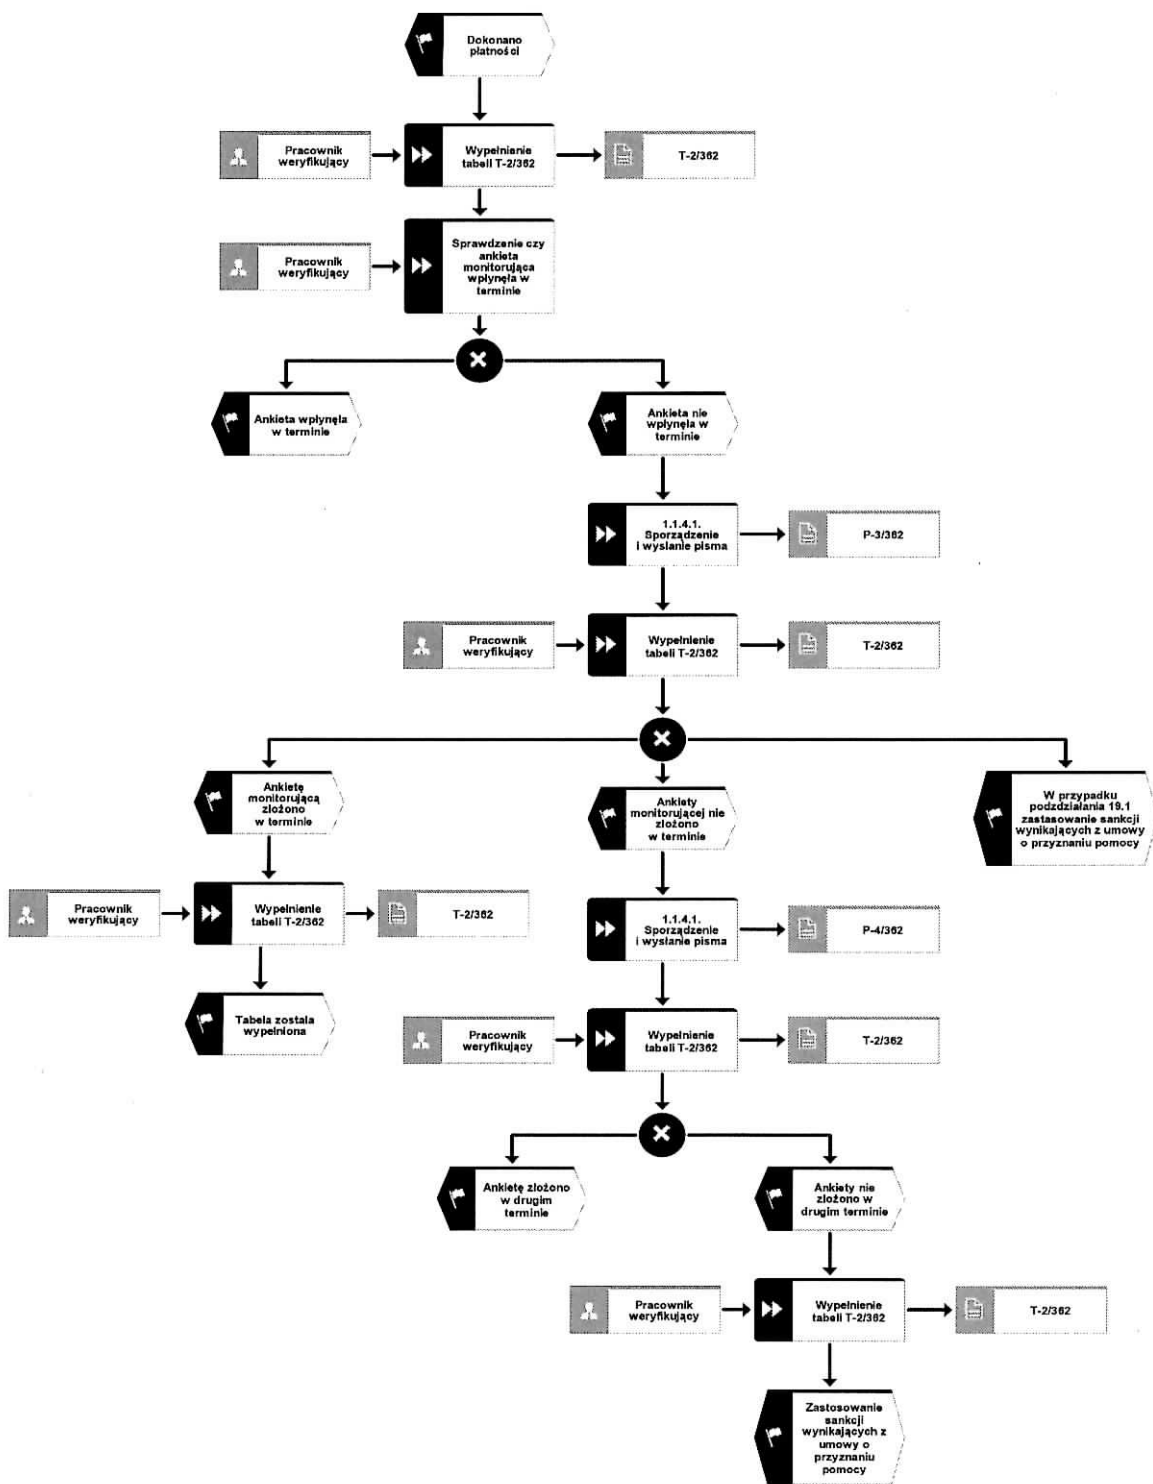 Dokonano
płatności
Pracownik
weryfikujący
Wypełnienie
tabeli T-2/362
T-2/362
Pracownik
weryfikujący
Sprawdzenie czy
ankieta
monitorująca
wpłynęła w
terminie
Ankieta wpłynęła
w terminie
Ankieta nie
wpłynęła w
terminie
1.1.4.1.
Sporządzenie
i wysłanie pisma
P-3/362
Pracownik
weryfikujący
Wypełnienie
tabeli T-2/362
T-2/362
Ankietę
monitorującą
złożono
w terminie
Ankiety
monitorującej nie
złożono
w terminie
W przypadku
podzdziałania 19.1
zastasowanie sankcji
wynikających z umowy
o przyznaniu pomocy
Pracownik
weryfikujący
Wypełnienie
tabeli T-2/362
T-2/362
1.1.4.1.
Sporządzenie
i wysłanie pisma
P-4/362
Tabela została
wypełniona
Pracownik
weryfikujący
Wypełnienie
tabeli T-2/362
T-2/362
Ankietę złożono
w drugim
terminie
Ankiety nie
złożono w
drugim terminie
Pracownik
weryfikujący
Wypełnienie
tabeli T-2/362
T-2/362
Zastosowanie
sankcji
wynikających z
umowy o
przyznaniu
pomocy